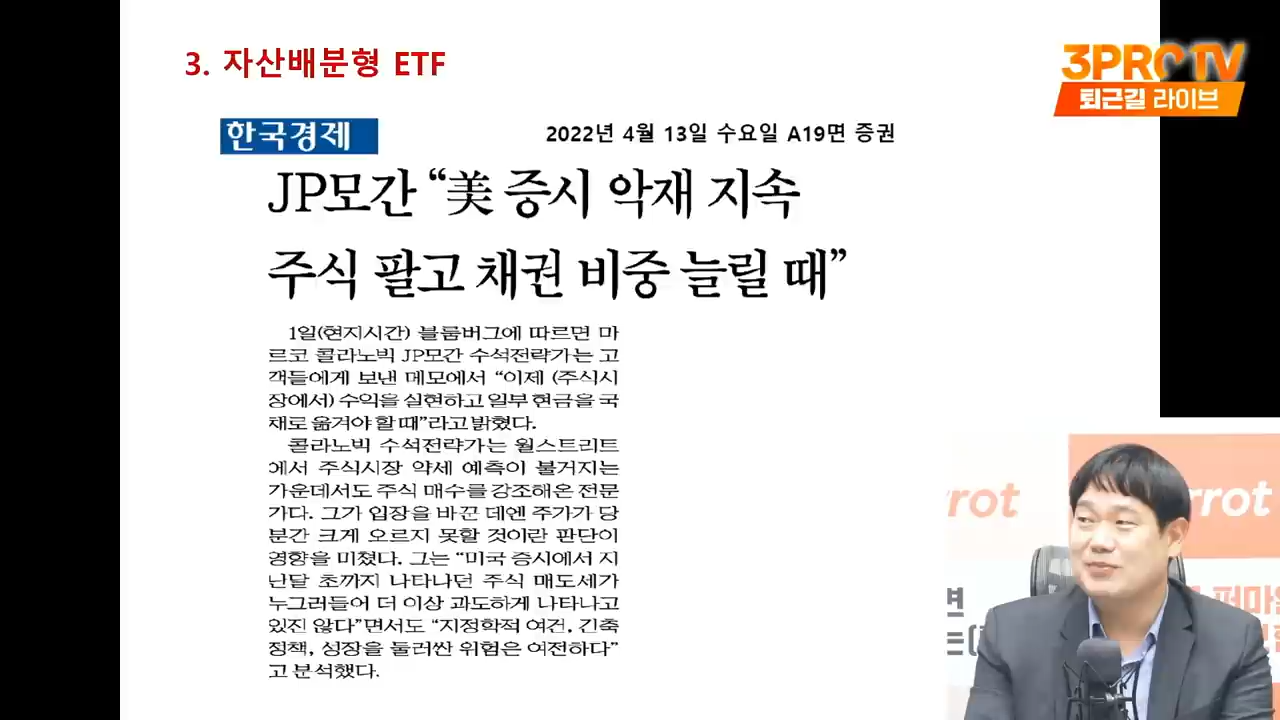 3. 자산배분형 ETF
3PRO TV
퇴근길 라이브
한국경제
2022년 4월 13일 수요일 A19면 증권
JP모간 “美 증시 악재 지속
주식 팔고 채권 비중 늘릴 때”
1일(현지시간) 블룸버그에 따르면 마
르코 콜라노빅 JP모간 수석전략가는 고
객들에게 보낸 메모에서 “이제 (주식시
장에서) 수익을 실현하고 일부 현금을 국
채로 옮겨야 할 때”라고 밝혔다.
콜라노빅 수석전략가는 월스트리트
에서 주식시장 약세 예측이 불거지는
가운데서도 주식 매수를 강조해온 전문
가다. 그가 입장을 바꾼 데엔 주가가 당
분간 크게 오르지 못할 것이란 판단이
영향을 미쳤다. 그는 “미국 증시에서 지
난달 초까지 나타나던 주식 매도세가
누그러들어 더 이상 과도하게 나타나고
있진 않다”면서도 “지정학적 여건, 긴축
정책, 성장을 둘러싼 위험은 여전하다”
고 분석했다.
rrot
rrot
면
퍼마일
는